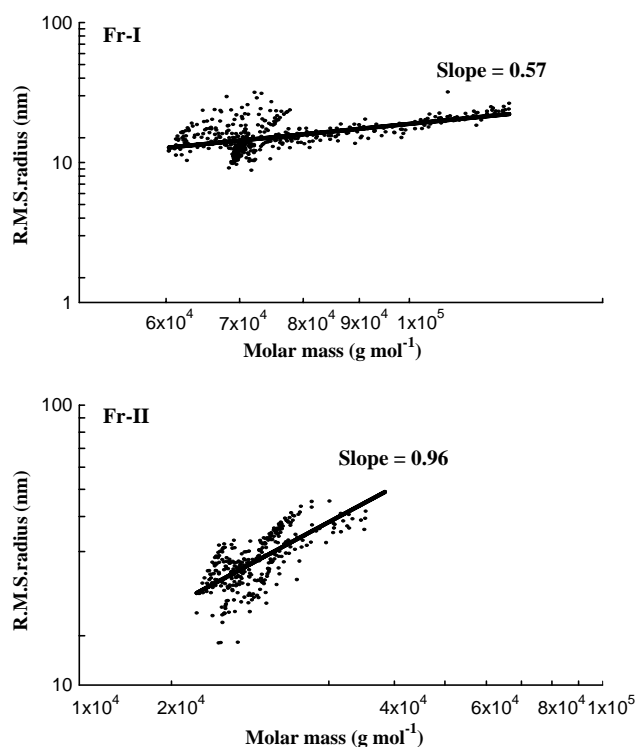 100
Fr-I
Slope = 0.57
R.M.S.radius (nm)
10
1
6x10⁴ 7x10⁴ 8x10⁴ 9x10⁴ 1x10⁵
Molar mass (g mol⁻¹)
100
Fr-II
Slope = 0.96
R.M.S.radius (nm)
10
1x10⁴ 2x10⁴ 4x10⁴ 6x10⁴ 8x10⁴ 1x10⁵
Molar mass (g mol⁻¹)